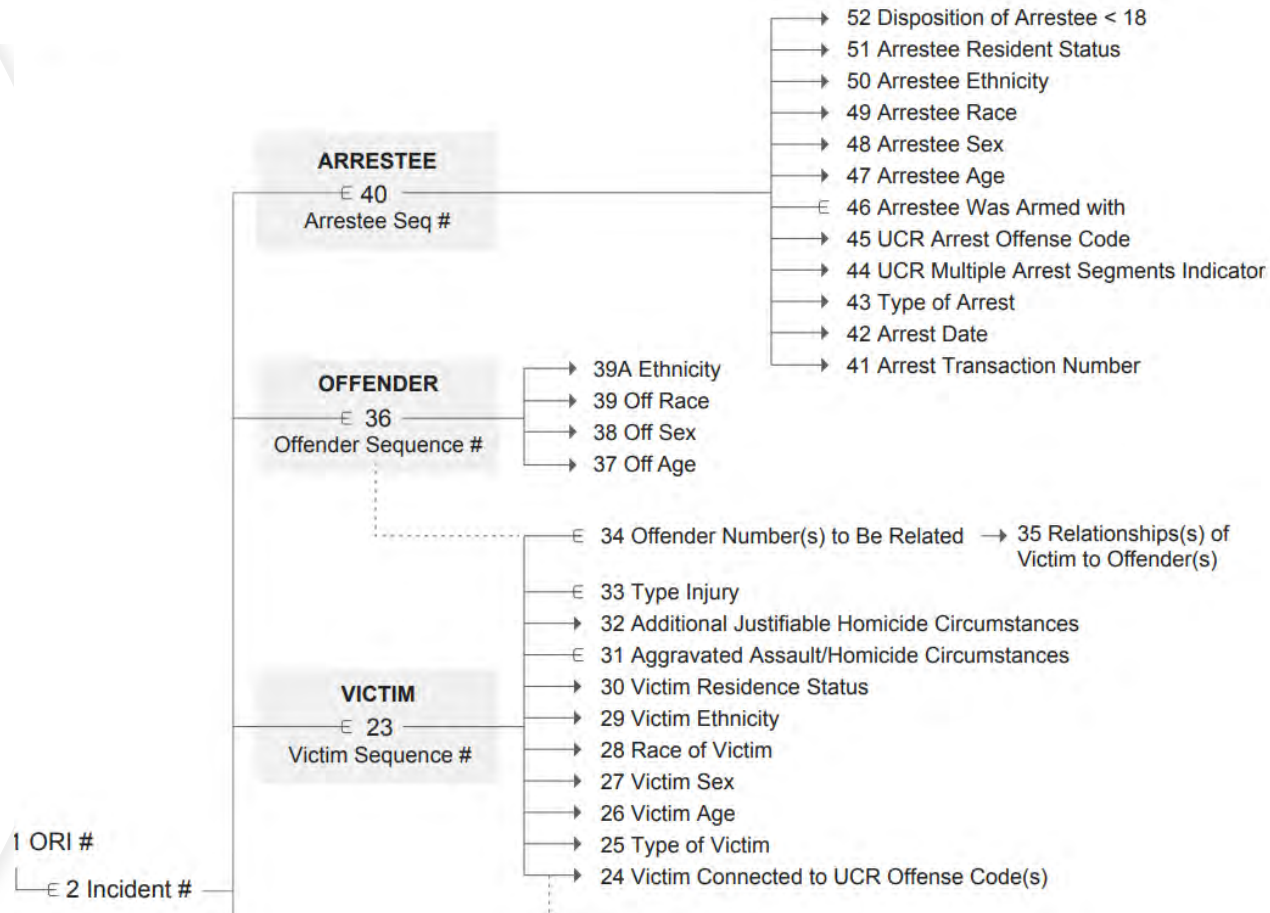 52 Disposition of Arrestee < 18
51 Arrestee Resident Status
50 Arrestee Ethnicity
49 Arrestee Race
48 Arrestee Sex
47 Arrestee Age
46 Arrestee Was Armed with
45 UCR Arrest Offense Code
44 UCR Multiple Arrest Segments Indicator
43 Type of Arrest
42 Arrest Date
41 Arrest Transaction Number
ARRESTEE
40
Arrestee Seq #
OFFENDER
36
Offender Sequence #
39A Ethnicity
39 Off Race
38 Off Sex
37 Off Age
34 Offender Number(s) to Be Related
35 Relationships(s) of
Victim to Offender(s)
33 Type Injury
32 Additional Justifiable Homicide Circumstances
31 Aggravated Assault/Homicide Circumstances
30 Victim Residence Status
29 Victim Ethnicity
28 Race of Victim
27 Victim Sex
26 Victim Age
25 Type of Victim
24 Victim Connected to UCR Offense Code(s)
VICTIM
23
Victim Sequence #
1 ORI #
2 Incident #